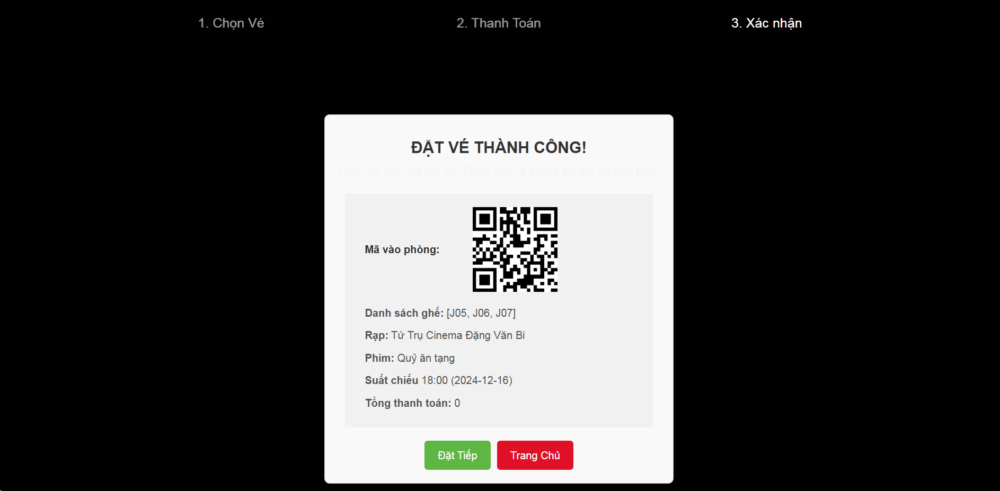 1. Chọn Vé
2. Thanh Toán
3. Xác nhận
ĐẶT VÉ THÀNH CÔNG!
Cảm ơn bạn đã đặt vé. Dưới đây là thông tin đặt vé của bạn:
Mã vào phòng:
Danh sách ghế: [J05, J06, J07]
Rạp: Tứ Trụ Cinema Đặng Văn Bi
Phim: Quỷ ăn tạng
Suất chiếu 18:00 (2024-12-16)
Tổng thanh toán: 0
Đặt Tiếp
Trang Chủ